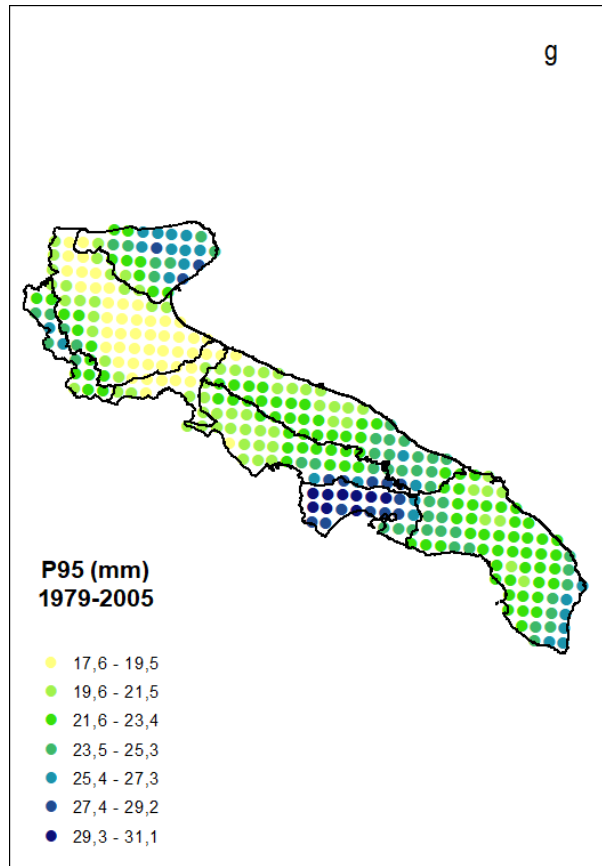 g
P95 (mm)
1979-2005
17,6 - 19,5
19,6 - 21,5
21,6 - 23,4
23,5 - 25,3
25,4 - 27,3
27,4 - 29,2
29,3 - 31,1